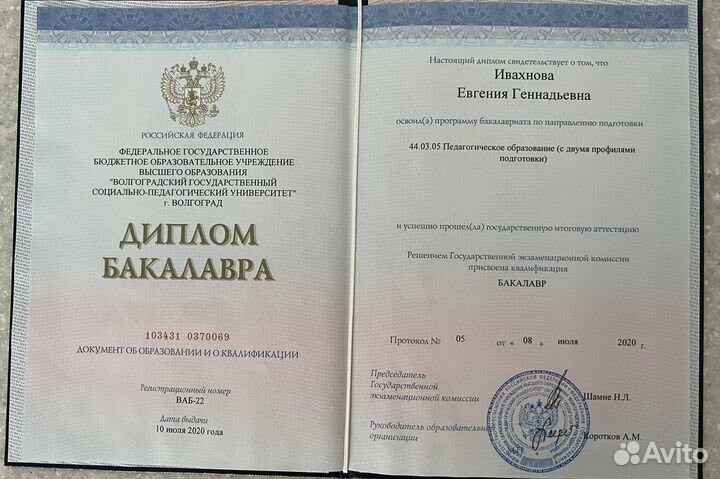 РОССИЙСКАЯ ФЕДЕРАЦИЯ
ФЕДЕРАЛЬНОЕ ГОСУДАРСТВЕННОЕ
БЮДЖЕТНОЕ ОБРАЗОВАТЕЛЬНОЕ УЧРЕЖДЕНИЕ
ВЫСШЕГО ОБРАЗОВАНИЯ
"ВОЛГОГРАДСКИЙ ГОСУДАРСТВЕННЫЙ
СОЦИАЛЬНО-ПЕДАГОГИЧЕСКИЙ УНИВЕРСИТЕТ"
г. ВОЛГОГРАД
ДИПЛОМ
БАКАЛАВРА
103431 0370069
ДОКУМЕНТ ОБ ОБРАЗОВАНИИ И О КВАЛИФИКАЦИИ
Регистрационный номер
ВАБ-22
Дата выдачи
10 июля 2020 года
Настоящий диплом свидетельствует о том, что
Ивахнова
Евгения Геннадьевна
освоил(а) программу бакалавриата по направлению подготовки
44.03.05 Педагогическое образование (с двумя профилями
подготовки)
и успешно прошел(ла) государственную итоговую аттестацию
Решением Государственной экзаменационной комиссии
присвоена квалификация
БАКАЛАВР
Протокол № 05 от « 08 » июля 2020 г.
Председатель
Государственной
экзаменационной комиссии Шамне Н.Л.
Руководитель образовательной
организации Коротков А.М.
Avito